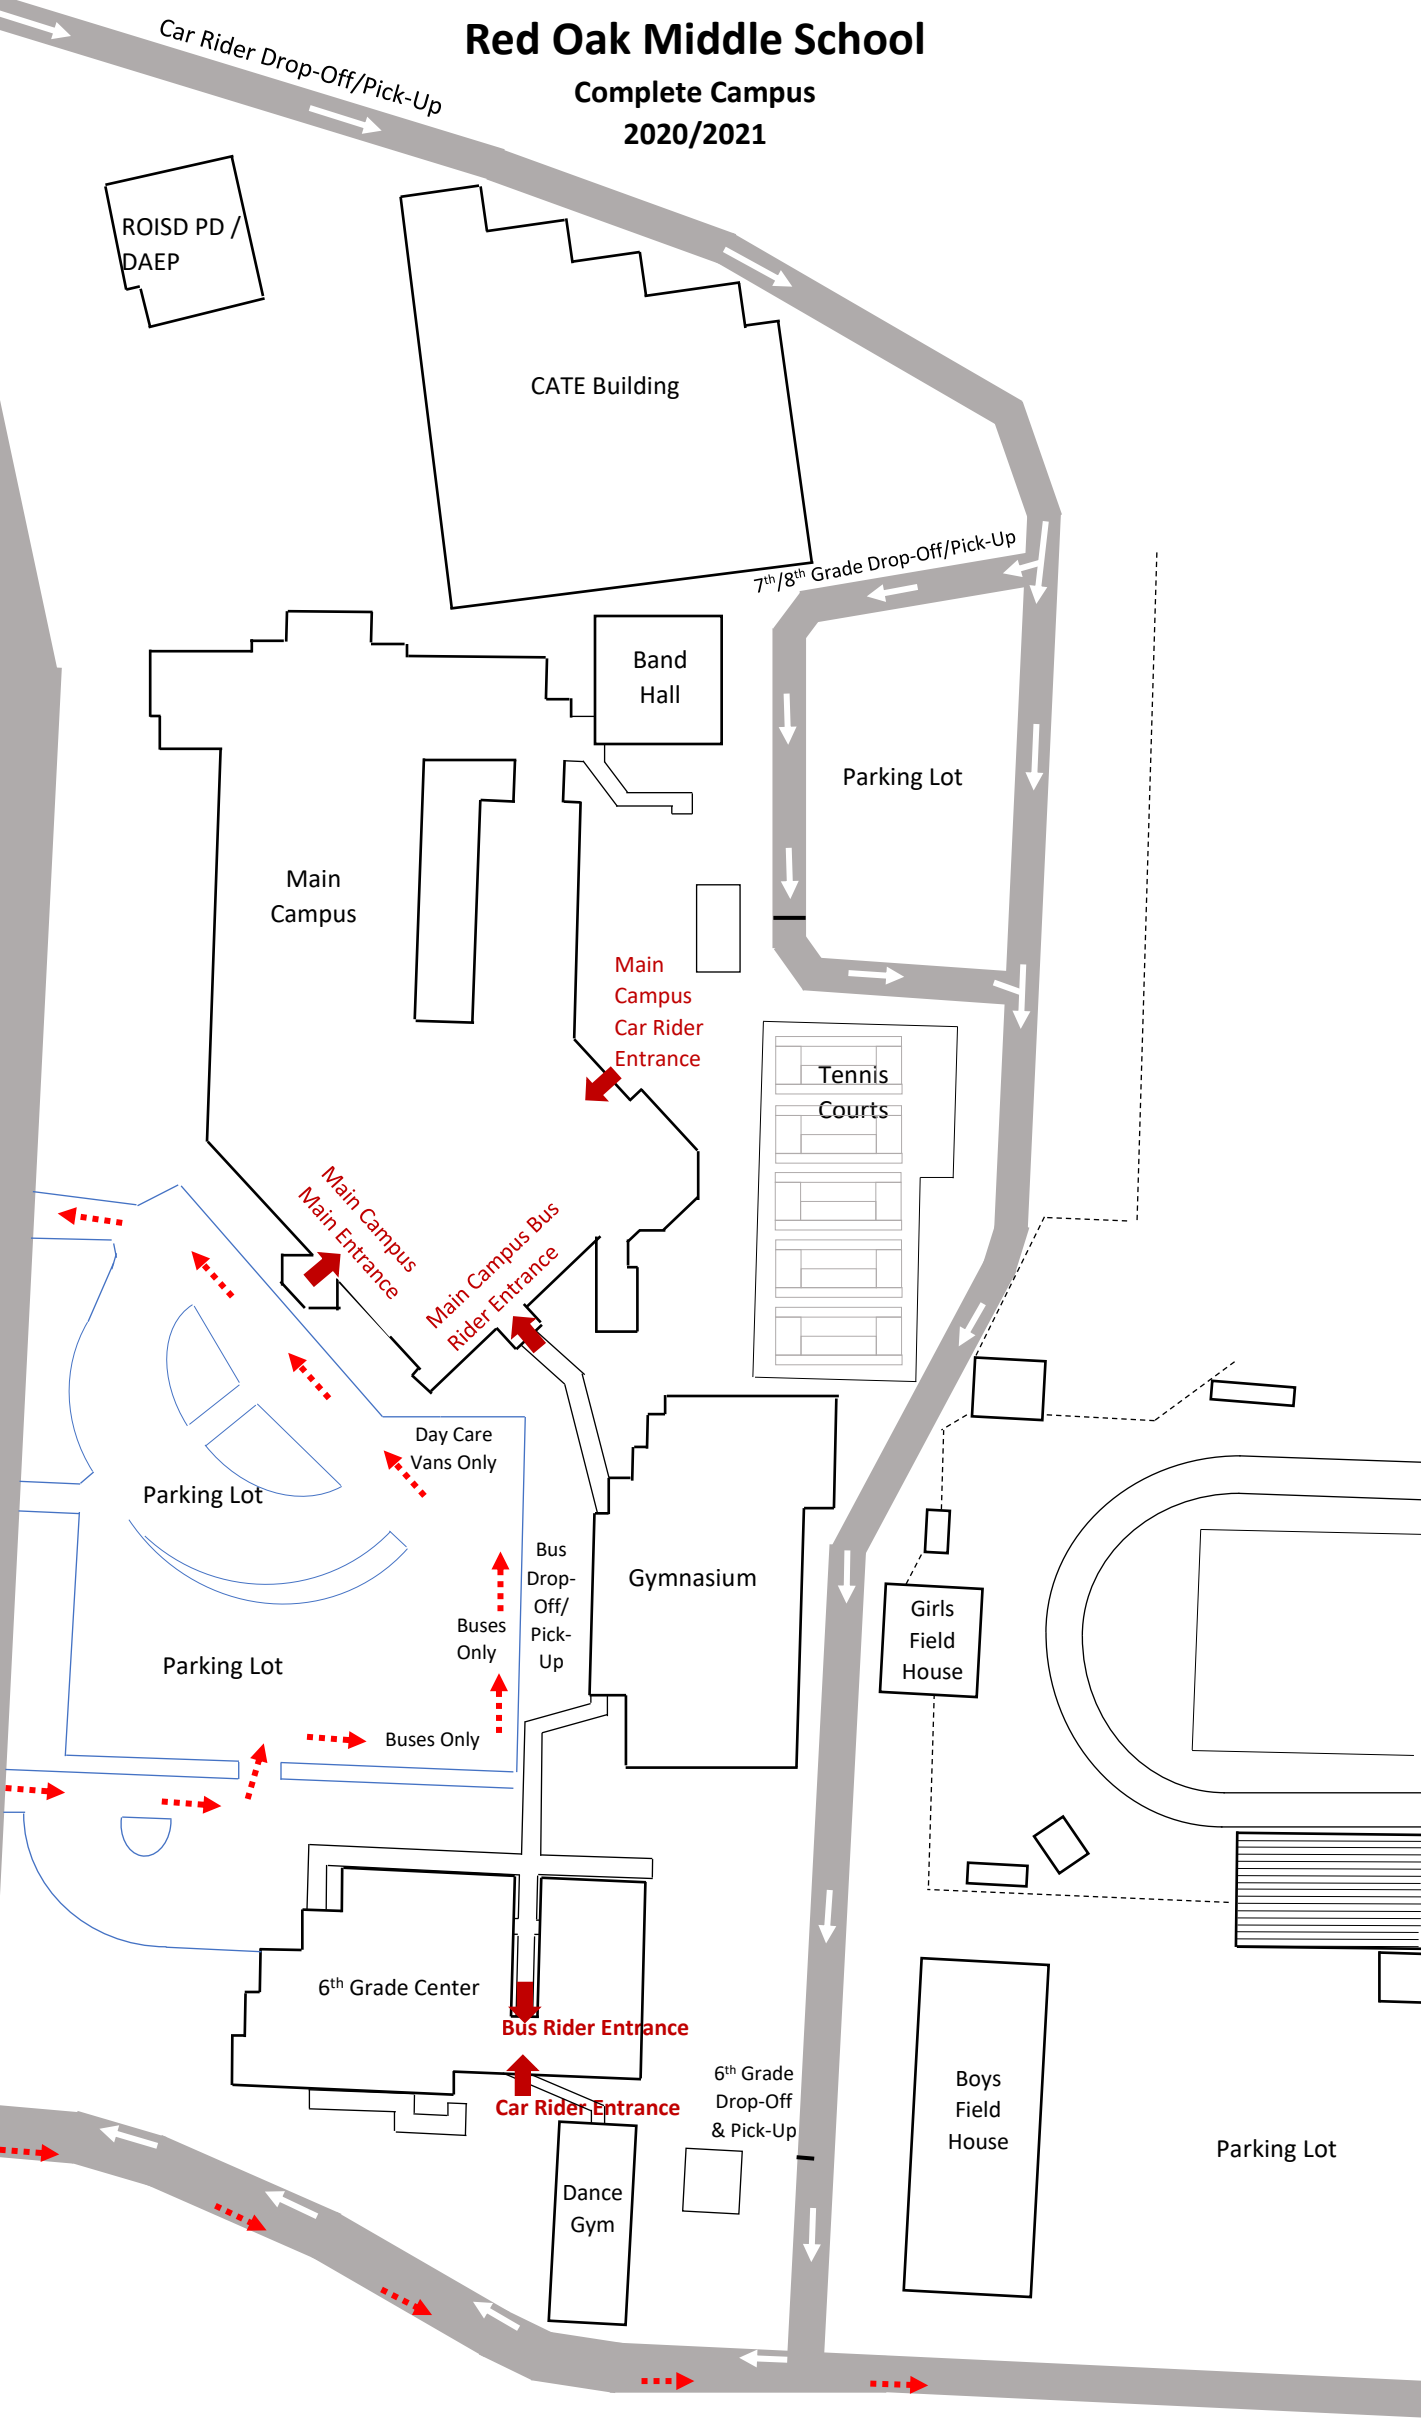 Red Oak Middle School
Complete Campus
2020/2021
Car Rider Drop-Off/Pick-Up
ROISD PD /
DAEP
CATE Building
7th/8th Grade Drop-Off/Pick-Up
Band
Hall
Parking Lot
Main
Campus
Main
Campus
Car Rider
Entrance
Tennis
Courts
Main Campus
Main Entrance
Main Campus Bus
Rider Entrance
Day Care
Vans Only
Parking Lot
Bus
Drop-
Off/
Pick-
Up
Gymnasium
Buses
Only
Girls
Field
House
Parking Lot
Buses Only
6th Grade Center
Bus Rider Entrance
Car Rider Entrance
6th Grade
Drop-Off
& Pick-Up
Boys
Field
House
Parking Lot
Dance
Gym